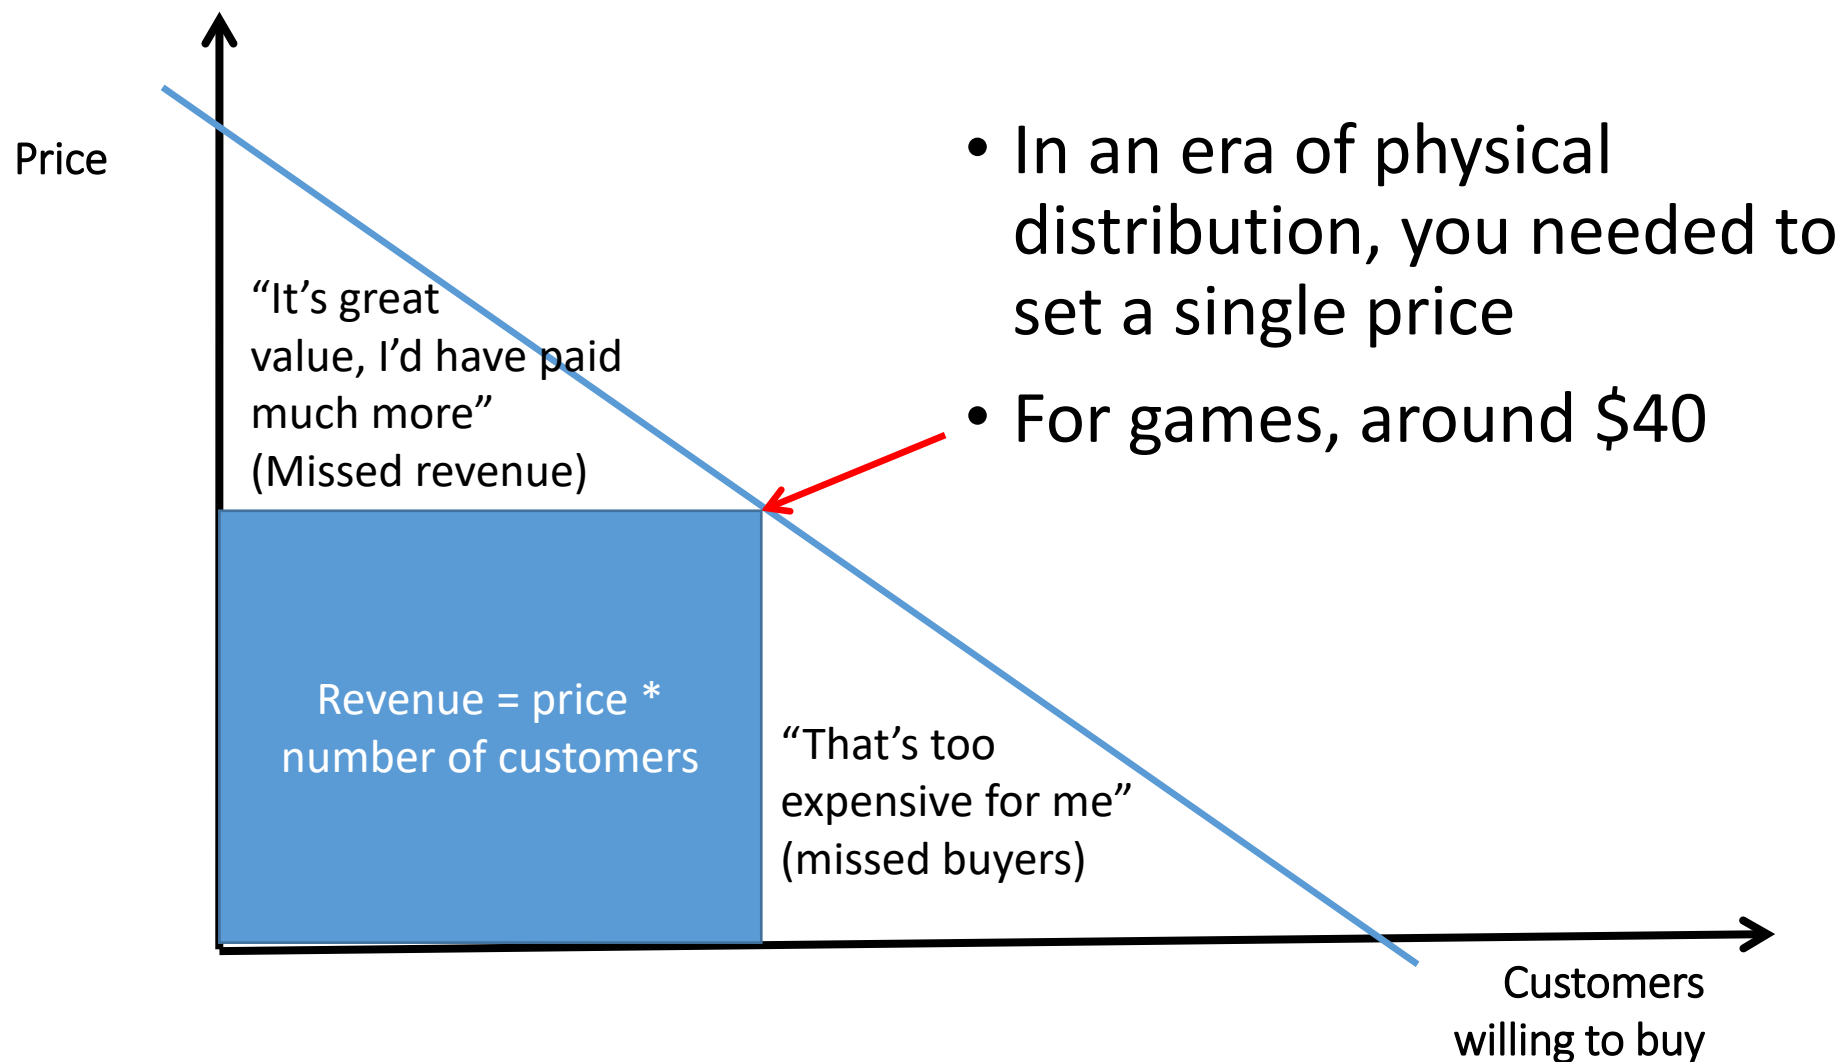 Price
• In an era of physical
distribution, you needed to
set a single price
• For games, around $40
“It’s great
value, I’d have paid
much more”
(Missed revenue)
Revenue = price *
number of customers
“That’s too
expensive for me”
(missed buyers)
Customers
willing to buy